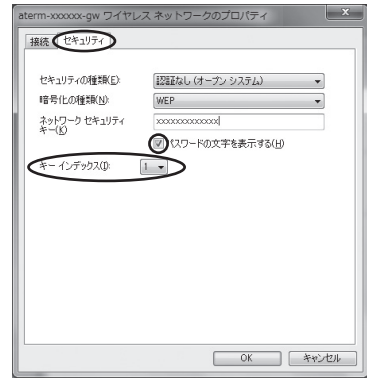 aterm-xxxxxx-gw ワイヤレス ネットワークのプロパティ
接続 セキュリティ
セキュリティの種類(E): 認証なし (オープン システム)
暗号化の種類(N): WEP
ネットワーク セキュリティ キー(K) xxxxxxxxxxxxx
パスワードの文字を表示する(H)
キー インデックス(I): 1
OK キャンセル